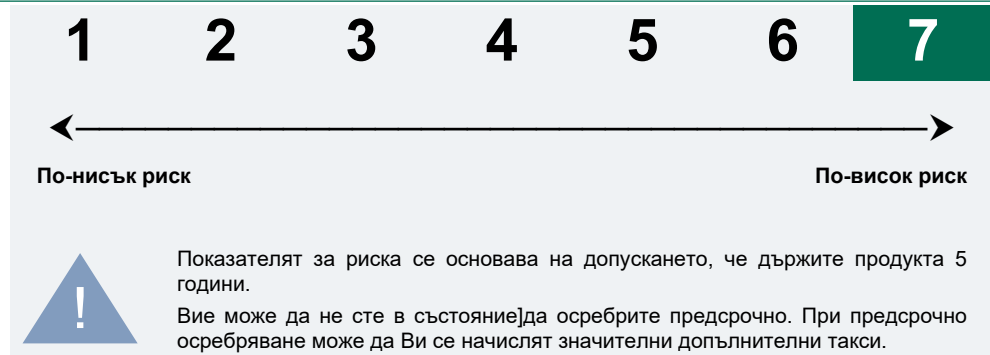 1 2 3 4 5 6 7
По-нисък риск По-висок риск
Показателят за риска се основава на допускането, че държите продукта 5
години.
!
Вие може да не сте в състояние]да осребрите предсрочно. При предсрочно
осребряване може да Ви се начислят значителни допълнителни такси.